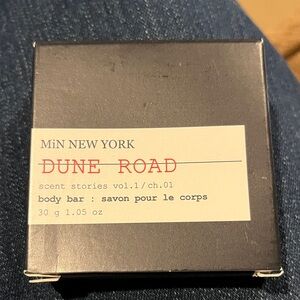 MiN NEW YORK
DUNE ROAD
scent stories vol.1/ch.01
body bar : savon pour le corps
30 g 1.05 oz